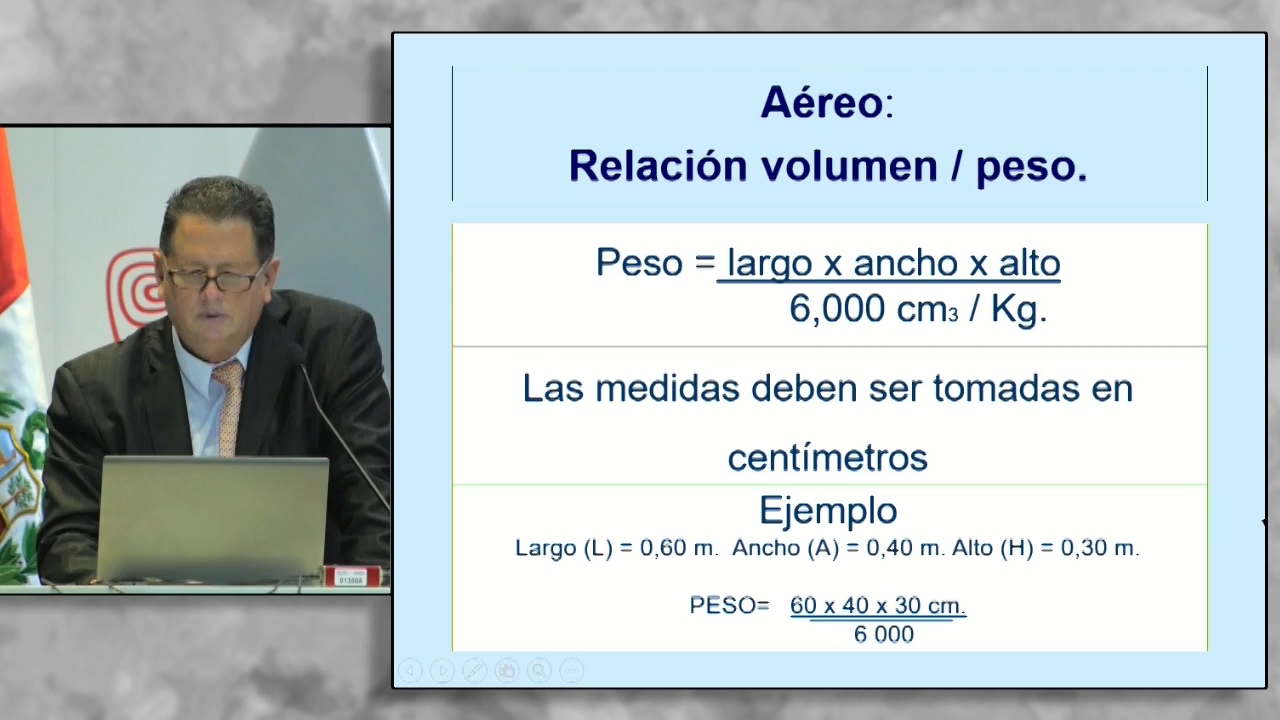 Aéreo:
Relación volumen / peso.
Peso = largo x ancho x alto
6,000 cm3 / Kg.
Las medidas deben ser tomadas en
centímetros
Ejemplo
Largo (L) = 0,60 m. Ancho (A) = 0,40 m. Alto (H) = 0,30 m.
PESO= 60 x 40 x 30 cm.
6 000